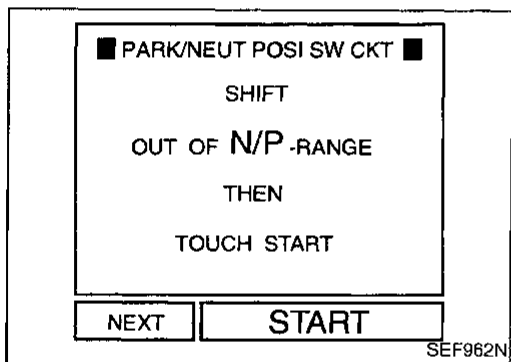 ■ PARK/NEUT POSI SW CKT ■
SHIFT
OUT OF N/P-RANGE
THEN
TOUCH START
NEXT START
SEF962N